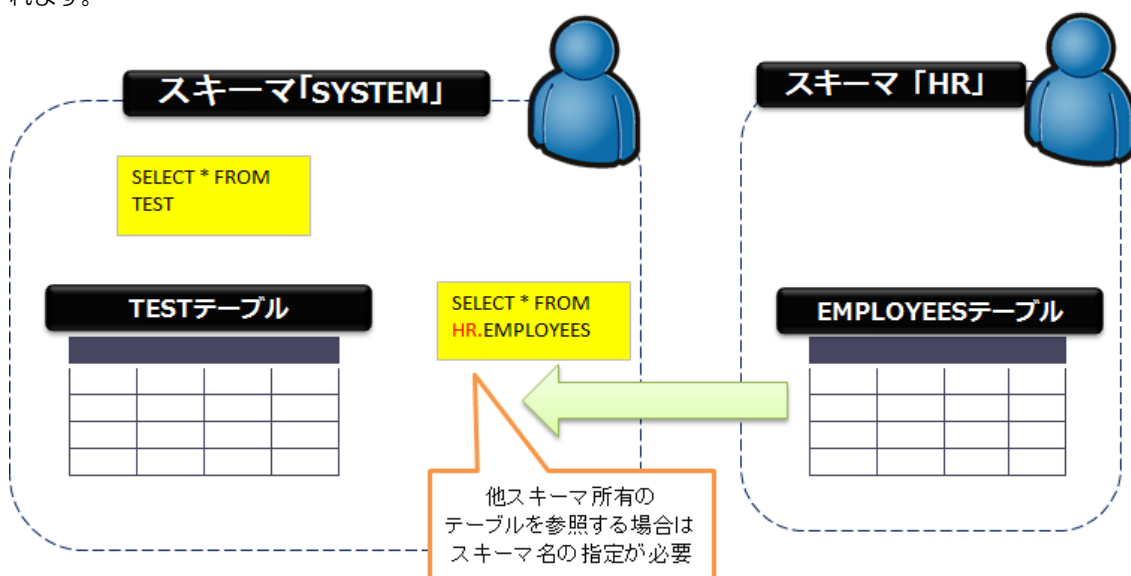 れます。
スキーマ「SYSTEM」
スキーマ「HR」
SELECT * FROM
TEST
TESTテーブル
SELECT * FROM
HR.EMPLOYEES
EMPLOYEESテーブル
他スキーマ所有の
テーブルを参照する場合は
スキーマ名の指定が必要